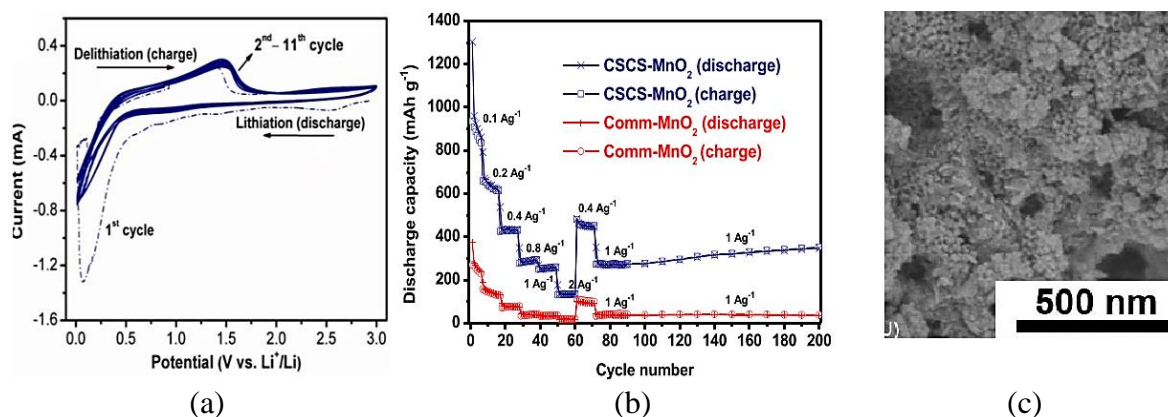 0.8
0.4
0.0
-0.4
-0.8
-1.2
-1.6
Delithiation (charge)
2nd– 11th cycle
Lithiation (discharge)
1st cycle
Current (mA)
0.0 0.5 1.0 1.5 2.0 2.5 3.0
Potential (V vs. Li+/Li)
(a)
1400
1200
1000
800
600
400
200
0
Discharge capacity (mAh g-1)
CSCS-MnO2 (discharge)
CSCS-MnO2 (charge)
Comm-MnO2 (discharge)
Comm-MnO2 (charge)
0.1 Ag-1
0.2 Ag-1
0.4 Ag-1
0.4 Ag-1
0.8 Ag-1
1 Ag-1
1 Ag-1
1 Ag-1
2 Ag-1
1 Ag-1
1 Ag-1
0 20 40 60 80 100 120 140 160 180 200
Cycle number
(b)
500 nm
(c)